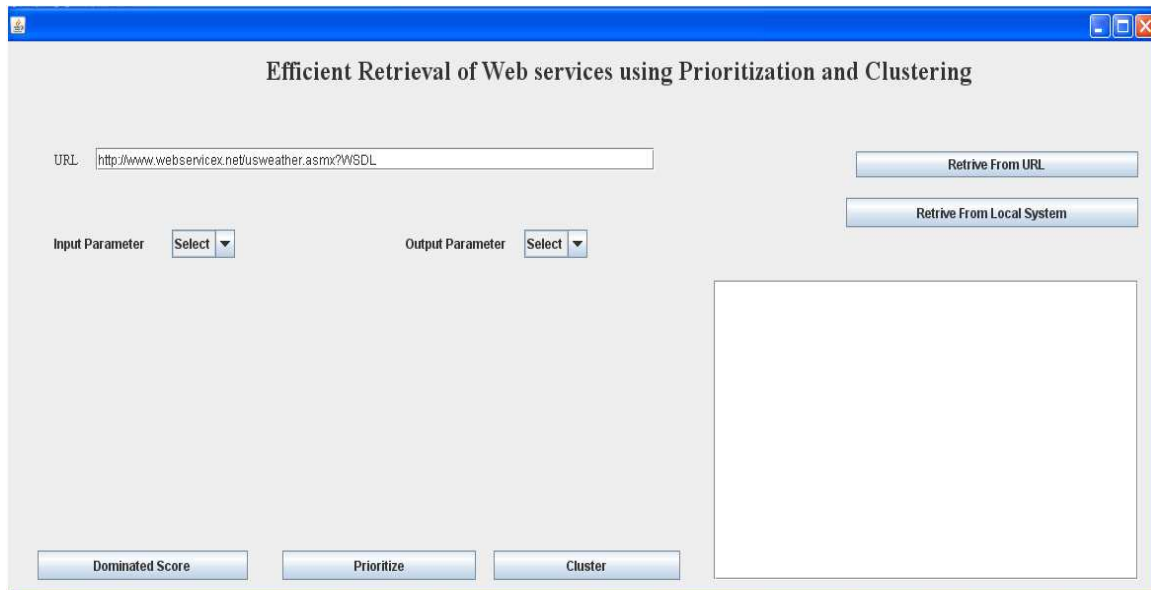 Efficient Retrieval of Web services using Prioritization and Clustering
URL http://www.webservicex.net/usweather.asmx?WSDL
Retrive From URL
Retrive From Local System
Input Parameter Select Output Parameter Select
Dominated Score Prioritize Cluster